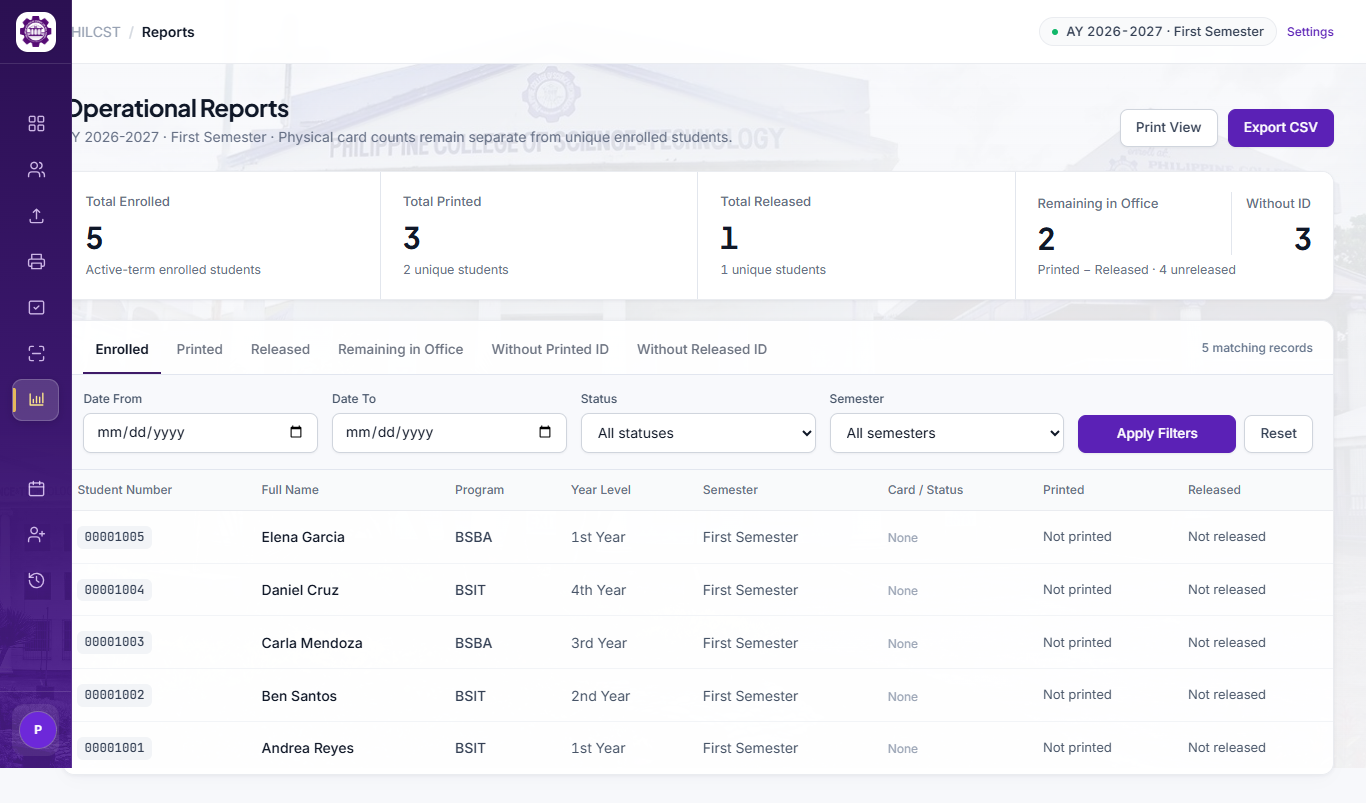 HILCST / Reports
AY 2026-2027 · First Semester
Settings
Operational Reports
Y 2026-2027 · First Semester · Physical card counts remain separate from unique enrolled students.
PHILIPPINE COLLEGE OF SCIENCE TECHNOLOGY
Print View
Export CSV
Total Enrolled
5
Active-term enrolled students
Total Printed
3
2 unique students
Total Released
1
1 unique students
Remaining in Office
2
Printed – Released · 4 unreleased
Without ID
3
Enrolled Printed Released Remaining in Office Without Printed ID Without Released ID
5 matching records
Date From Date To Status Semester
mm/dd/yyyy mm/dd/yyyy All statuses All semesters Apply Filters Reset
Student Number Full Name Program Year Level Semester Card / Status Printed Released
00001005 Elena Garcia BSBA 1st Year First Semester None Not printed Not released
00001004 Daniel Cruz BSIT 4th Year First Semester None Not printed Not released
00001003 Carla Mendoza BSBA 3rd Year First Semester None Not printed Not released
00001002 Ben Santos BSIT 2nd Year First Semester None Not printed Not released
00001001 Andrea Reyes BSIT 1st Year First Semester None Not printed Not released
P